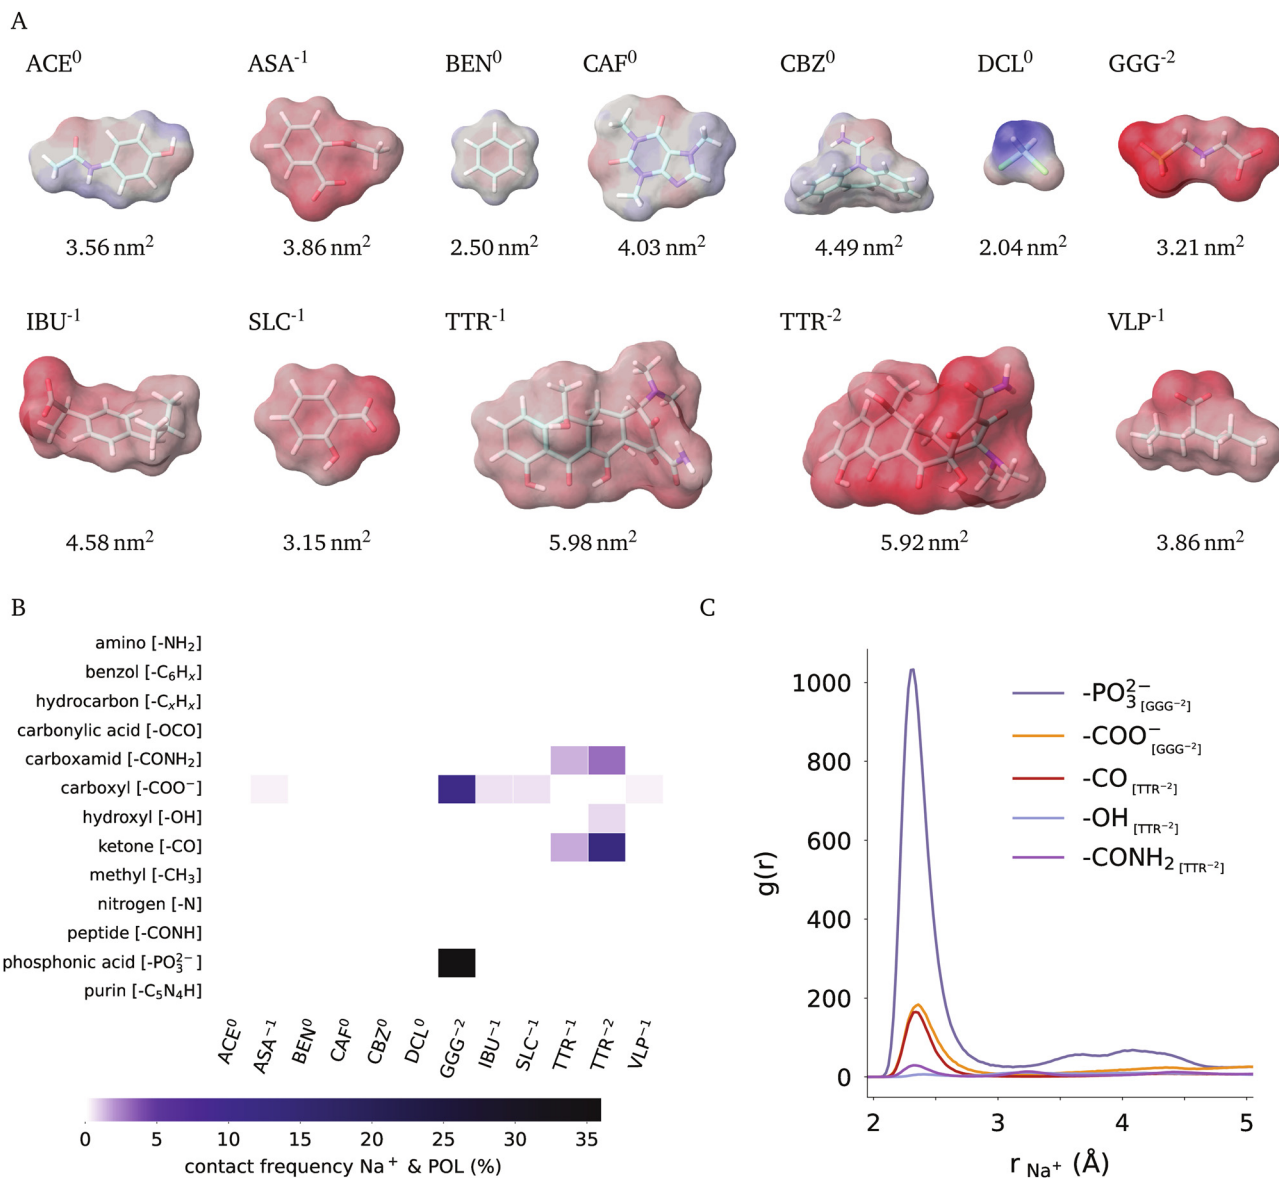 A
ACE⁰ ASA⁻¹ BEN⁰ CAF⁰ CBZ⁰ DCL⁰ GGG⁻²
3.56 nm² 3.86 nm² 2.50 nm² 4.03 nm² 4.49 nm² 2.04 nm² 3.21 nm²
IBU⁻¹ SLC⁻¹ TTR⁻¹ TTR⁻² VLP⁻¹
4.58 nm² 3.15 nm² 5.98 nm² 5.92 nm² 3.86 nm²
B
amino [-NH₂]
benzol [-C₆Hₓ]
hydrocarbon [-CₓHₓ]
carbonylic acid [-OCO]
carboxamid [-CONH₂]
carboxyl [-COO⁻]
hydroxyl [-OH]
ketone [-CO]
methyl [-CH₃]
nitrogen [-N]
peptide [-CONH]
phosphonic acid [-PO₃²⁻]
purin [-C₅N₄H]
ACE⁰ ASA⁻¹ BEN⁰ CAF⁰ CBZ⁰ DCL⁰ GGG⁻² IBU⁻¹ SLC⁻¹ TTR⁻¹ TTR⁻² VLP⁻¹
0 5 10 15 20 25 30 35
contact frequency Na⁺ & POL (%)
C
1000
800
600
400
200
0
g(r)
-PO₃²⁻ [GGG⁻²]
-COO⁻ [GGG⁻²]
-CO [TTR⁻²]
-OH [TTR⁻²]
-CONH₂ [TTR⁻²]
2 3 4 5
r Na⁺ (Å)